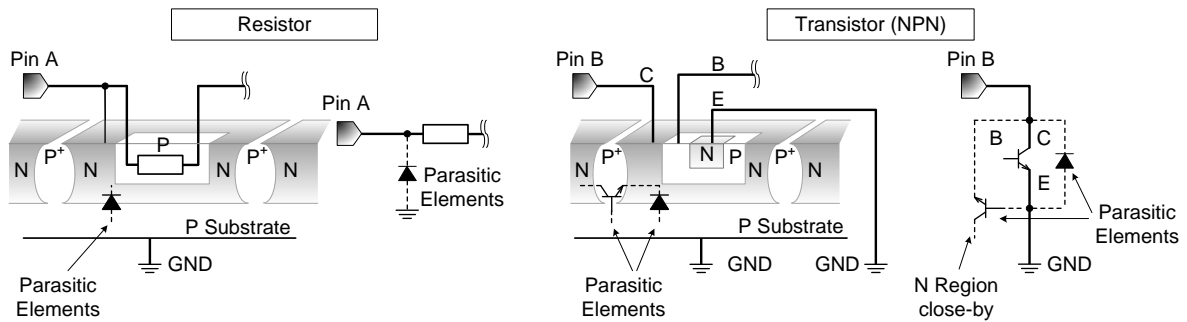 Resistor
Transistor (NPN)
Pin A
Pin B
Pin B
C
B
E
Pin A
B
C
E
N
P+
N
P
N
P+
N
N
P+
N
N
P
P+
N
Parasitic
Elements
P Substrate
GND
Parasitic
Elements
P Substrate
GND
GND
Parasitic
Elements
Parasitic
Elements
GND
N Region
close-by